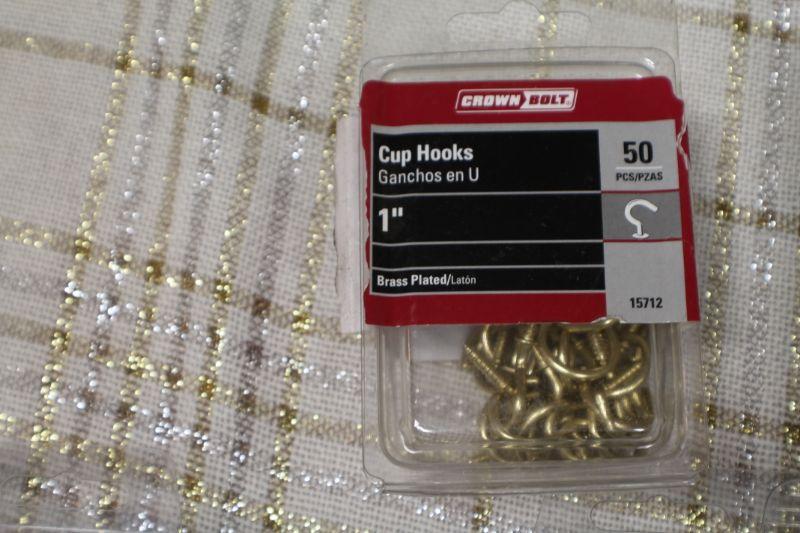 CROWN BOLT
Cup Hooks
Ganchos en U
50
PCS/PZAS
1"
Brass Plated/Latón
15712